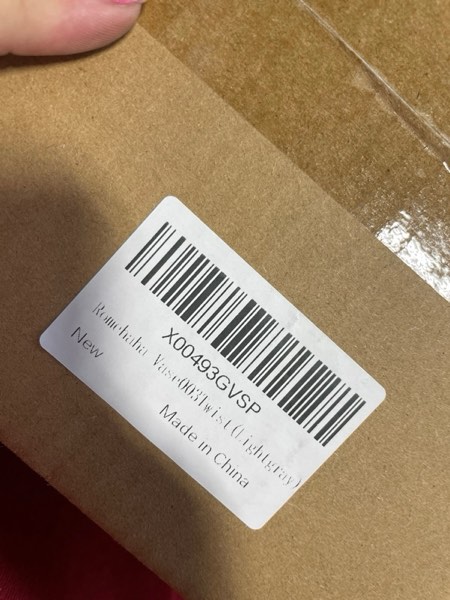 X00493GVSP
Romehaha Vase003Twist(Lightgray)
New
Made in China